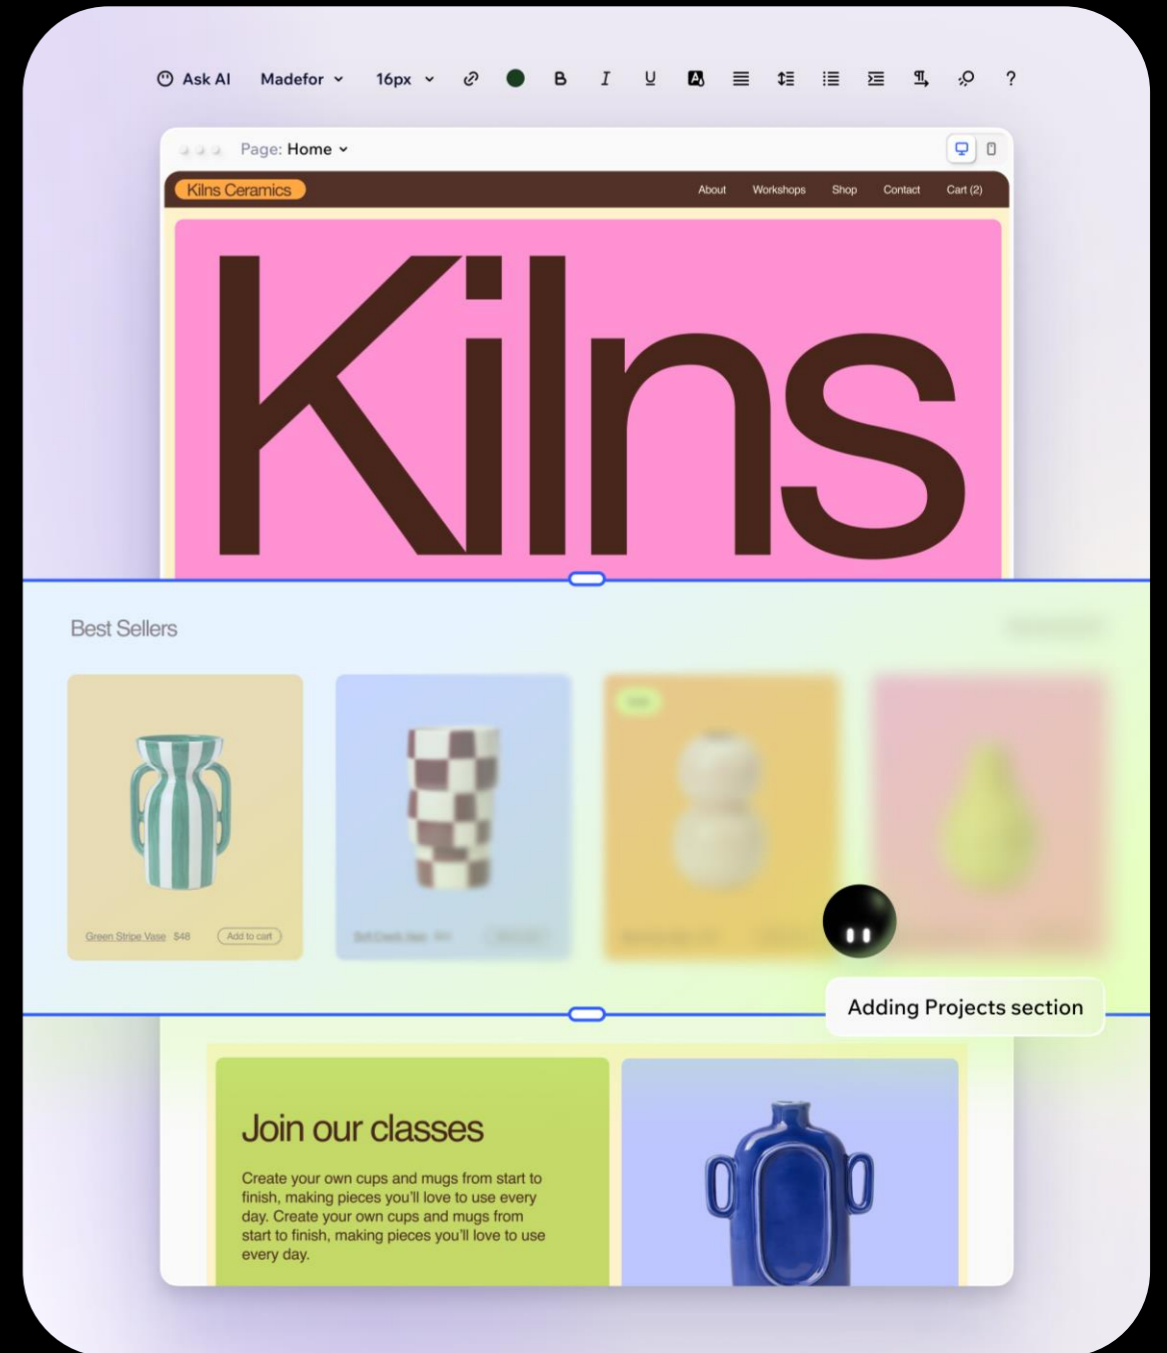 Ask AI Madefor 16px B I U A ?
Page: Home
Kilns Ceramics
About Workshops Shop Contact Cart (2)
Kilns
Best Sellers
Green Stripe Vase $48 Add to cart
Adding Projects section
Join our classes
Create your own cups and mugs from start to
finish, making pieces you'll love to use every
day. Create your own cups and mugs from
start to finish, making pieces you'll love to use
every day.